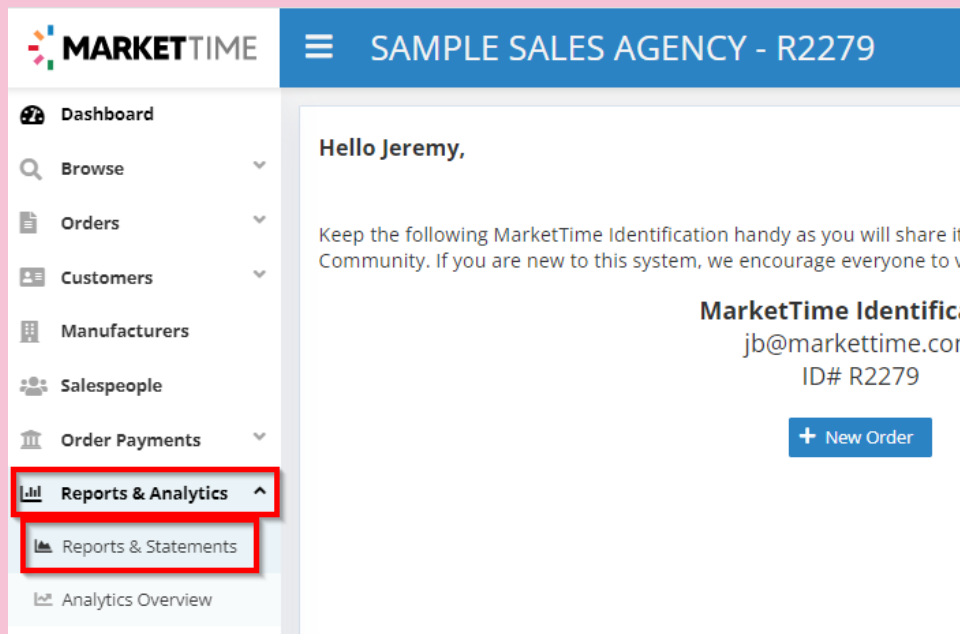 MARKETTIME
SAMPLE SALES AGENCY - R2279
Dashboard
Browse
Orders
Customers
Manufacturers
Salespeople
Order Payments
Reports & Analytics
Reports & Statements
Analytics Overview
Hello Jeremy,
Keep the following MarketTime Identification handy as you will share
Community. If you are new to this system, we encourage everyone to
MarketTime
jb@markettime.com
ID# R2279
+ New Order